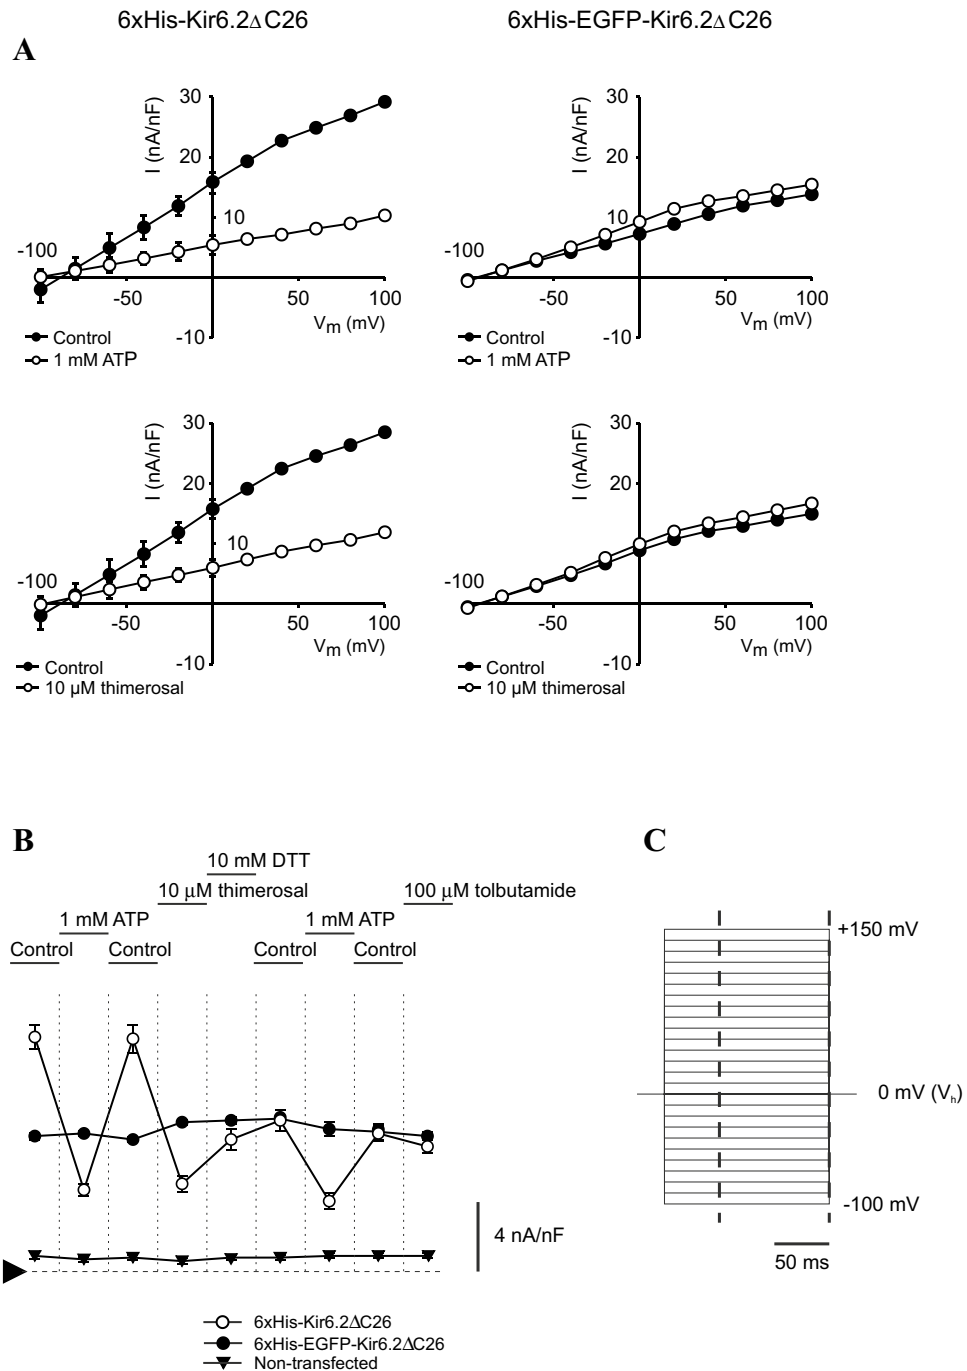 6xHis-Kir6.2Δ C26 6xHis-EGFP-Kir6.2Δ C26
A
I (nA/nF) 30 20 10 -100 -50 50 100 -10 Vm (mV)
Control
1 mM ATP
I (nA/nF) 30 20 10 -100 -50 50 100 -10 Vm (mV)
Control
1 mM ATP
I (nA/nF) 30 20 10 -100 -50 50 100 -10 Vm (mV)
Control
10 µM thimerosal
I (nA/nF) 30 20 10 -100 -50 50 100 -10 Vm (mV)
Control
10 µM thimerosal
B
10 mM DTT
10 µM thimerosal 100 µM tolbutamide
1 mM ATP 1 mM ATP
Control Control Control Control
4 nA/nF
6xHis-Kir6.2ΔC26
6xHis-EGFP-Kir6.2ΔC26
Non-transfected
C
+150 mV
0 mV (Vh)
-100 mV
50 ms